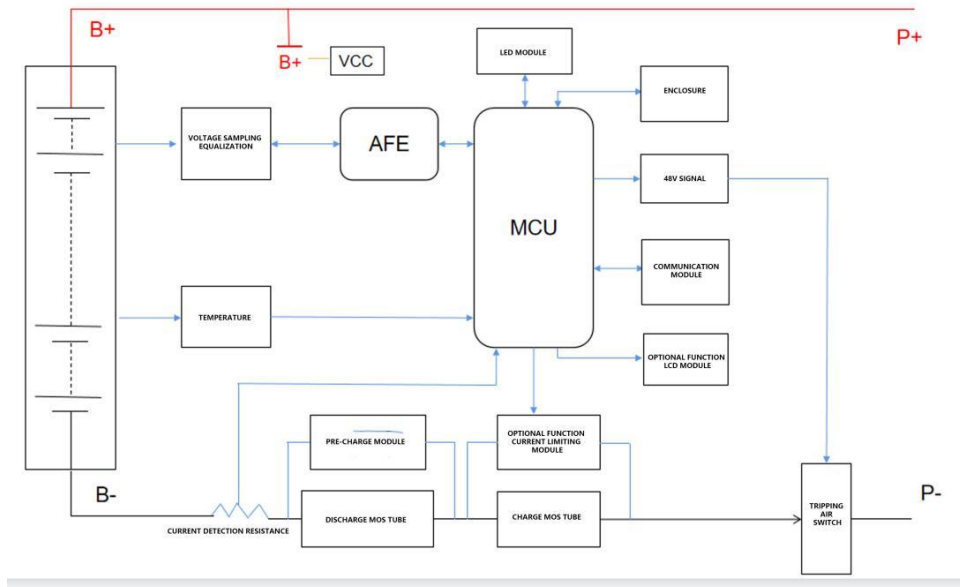 B+
P+
B+
VCC
LED MODULE
ENCLOSURE
VOLTAGE SAMPLING
EQUALIZATION
AFE
MCU
48V SIGNAL
COMMUNICATION
MODULE
TEMPERATURE
OPTIONAL FUNCTION
LCD MODULE
PRE-CHARGE MODULE
OPTIONAL FUNCTION
CURRENT LIMITING
MODULE
B-
CURRENT DETECTION RESISTANCE
DISCHARGE MOS TUBE
CHARGE MOS TUBE
TRIPPING
AIR
SWITCH
P-